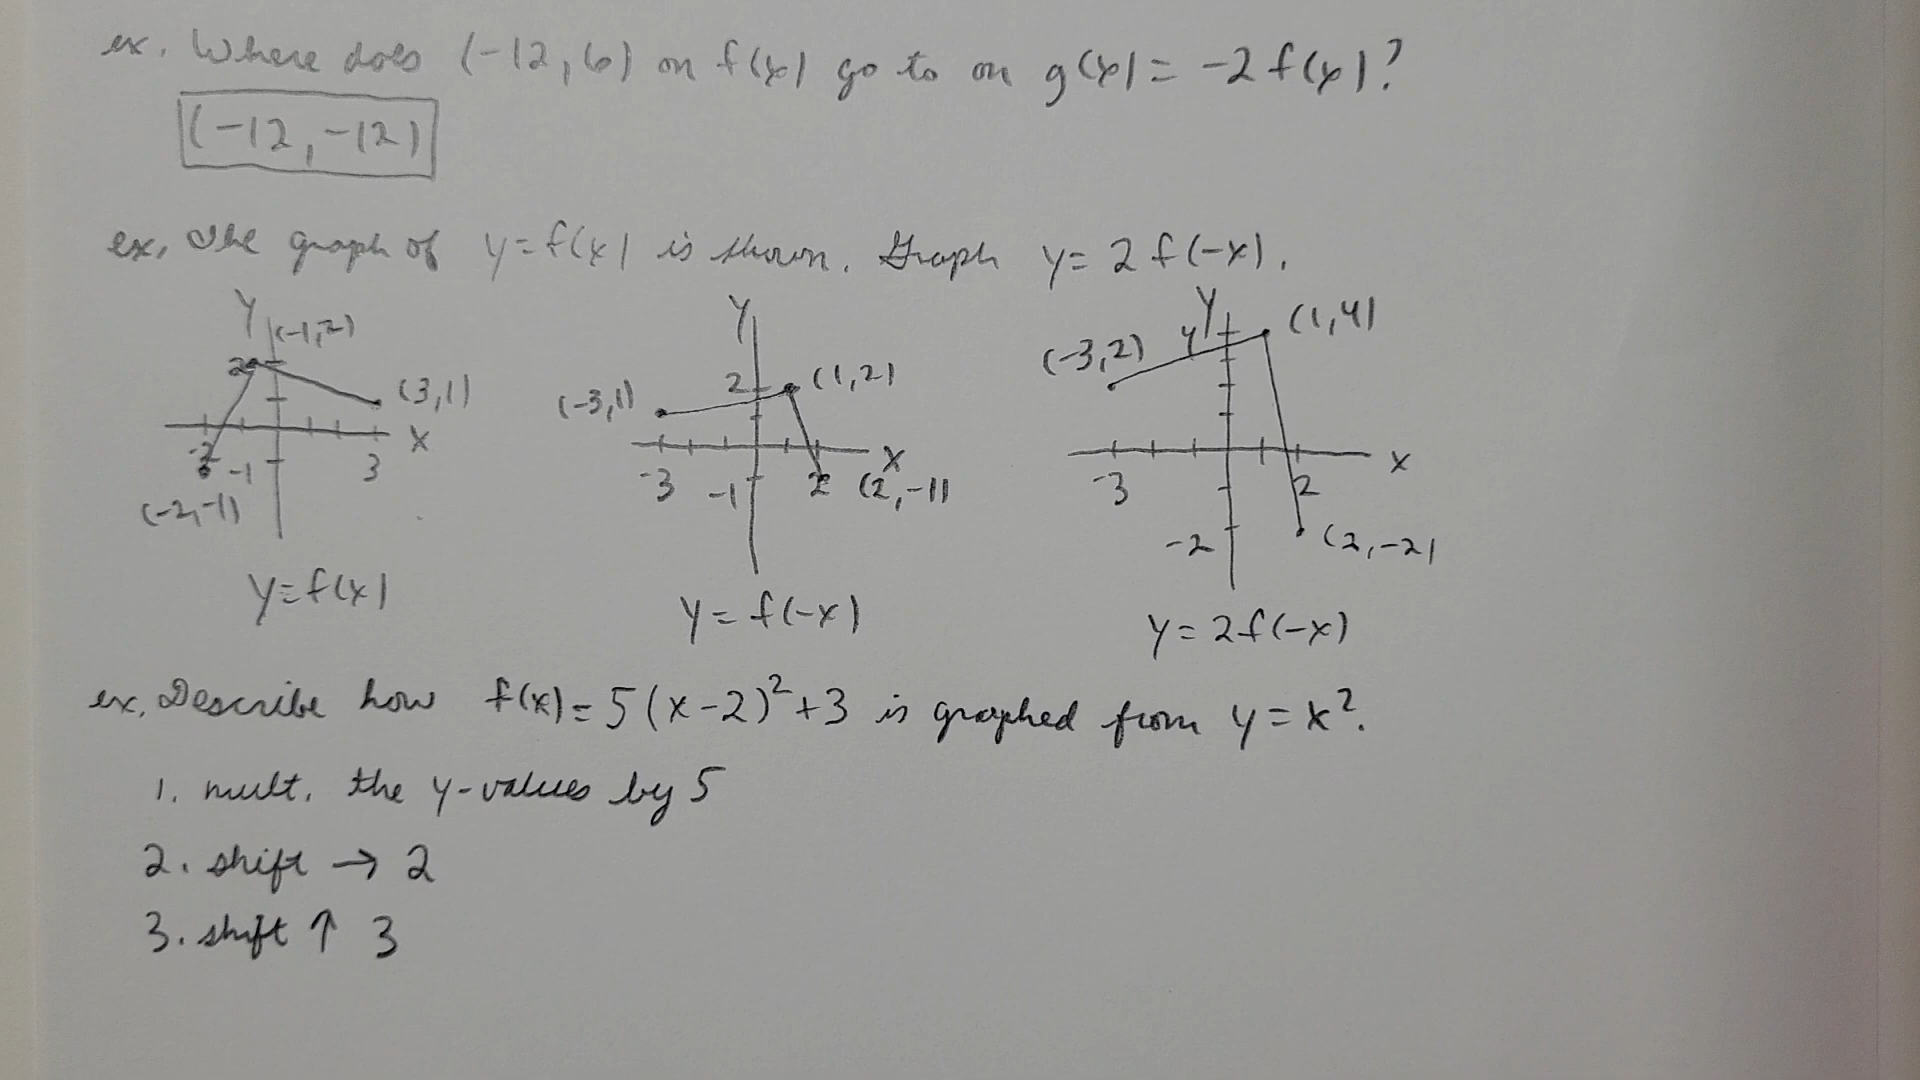 ex. Where does (-12, 6) on f(x) go to on g(x) = -2 f(x)?
(-12, -12)
ex. The graph of y = f(x) is shown. Graph y = 2 f(-x).
Y (-1,2)
2
(3,1)
X
-2 -1 3
(-2,-1)
y = f(x)
Y
(-3,1) 2 (1,2)
X
-3 -1 2 (2,-1)
y = f(-x)
Y
4 (1,4)
(-3,2)
X
-3 2
-2 (2,-2)
y = 2f(-x)
ex. Describe how f(x) = 5(x-2)²+3 is graphed from y = x².
1. mult. the y-values by 5
2. shift → 2
3. shift ↑ 3